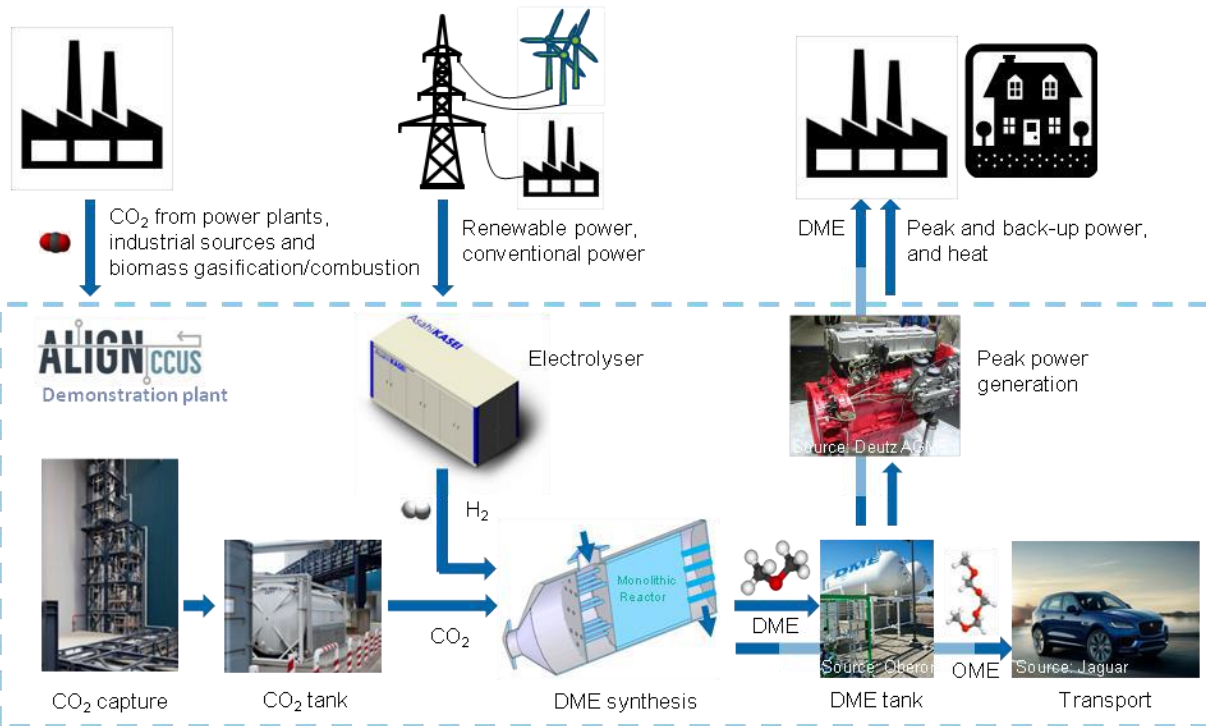 CO₂ from power plants,
industrial sources and
biomass gasification/combustion
Renewable power,
conventional power
DME
Peak and back-up power,
and heat
ALIGN CCUS
Demonstration plant
AsahiKASEI
AsahiKASEI
Electrolyser
Peak power
generation
Source: Deutz AG
H₂
Monolithic
Reactor
DME
CO₂
DME
Source: Oberon
OME
Source: Jaguar
CO₂ capture
CO₂ tank
DME synthesis
DME tank
Transport